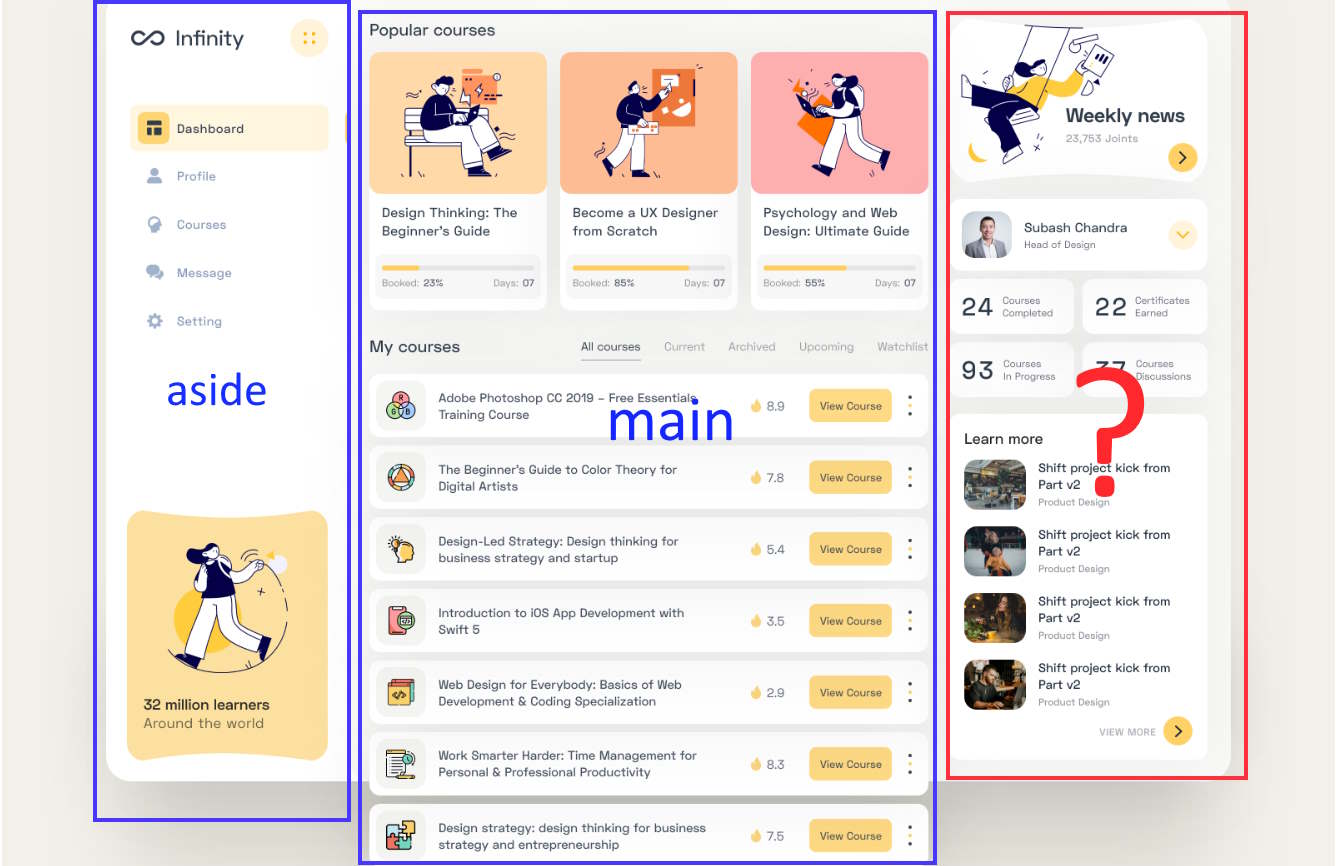 Infinity
Dashboard
Profile
Courses
Message
Setting
aside
32 million learners
Around the world
Popular courses
Design Thinking: The
Beginner's Guide
Booked: 23% Days: 07
Become a UX Designer
from Scratch
Booked: 85% Days: 07
Psychology and Web
Design: Ultimate Guide
Booked: 55% Days: 07
My courses
All courses Current Archived Upcoming Watchlist
main
Adobe Photoshop CC 2019 – Free Essentials
Training Course
8.9 View Course
The Beginner's Guide to Color Theory for
Digital Artists
7.8 View Course
Design-Led Strategy: Design thinking for
business strategy and startup
5.4 View Course
Introduction to iOS App Development with
Swift 5
3.5 View Course
Web Design for Everybody: Basics of Web
Development & Coding Specialization
2.9 View Course
Work Smarter Harder: Time Management for
Personal & Professional Productivity
8.3 View Course
Design strategy: design thinking for business
strategy and entrepreneurship
7.5 View Course
Weekly news
23,753 Joints
Subash Chandra
Head of Design
24 Courses
Completed
22 Certificates
Earned
93 Courses
In Progress
37 Courses
Discussions
?
Learn more
Shift project kick from
Part v2
Product Design
Shift project kick from
Part v2
Product Design
Shift project kick from
Part v2
Product Design
Shift project kick from
Part v2
Product Design
VIEW MORE
R
G B